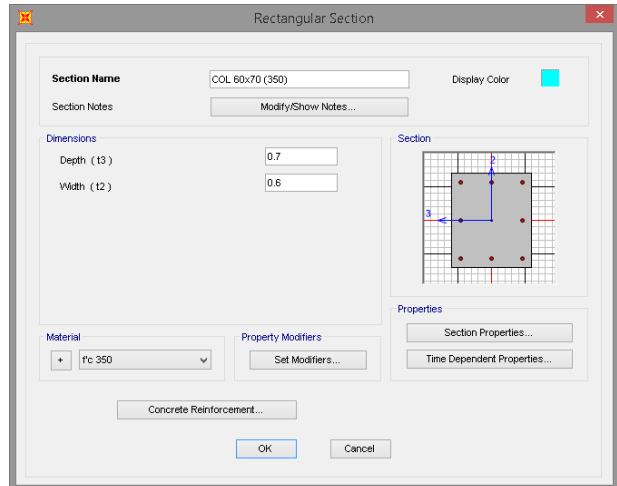 Rectangular Section
Section Name
COL 60x70 (350)
Display Color
Section Notes
Modify/Show Notes...
Dimensions
Depth ( t3 )
0.7
Width ( t2 )
0.6
Section
2
3
Properties
Section Properties...
Time Dependent Properties...
Material
+
f'c 350
Property Modifiers
Set Modifiers...
Concrete Reinforcement...
OK
Cancel